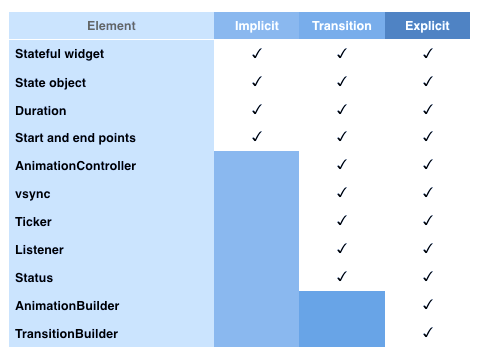 Element Implicit Transition Explicit
Stateful widget ✓ ✓ ✓
State object ✓ ✓ ✓
Duration ✓ ✓ ✓
Start and end points ✓ ✓ ✓
AnimationController ✓ ✓
vsync ✓ ✓
Ticker ✓ ✓
Listener ✓ ✓
Status ✓ ✓
AnimationBuilder ✓
TransitionBuilder ✓